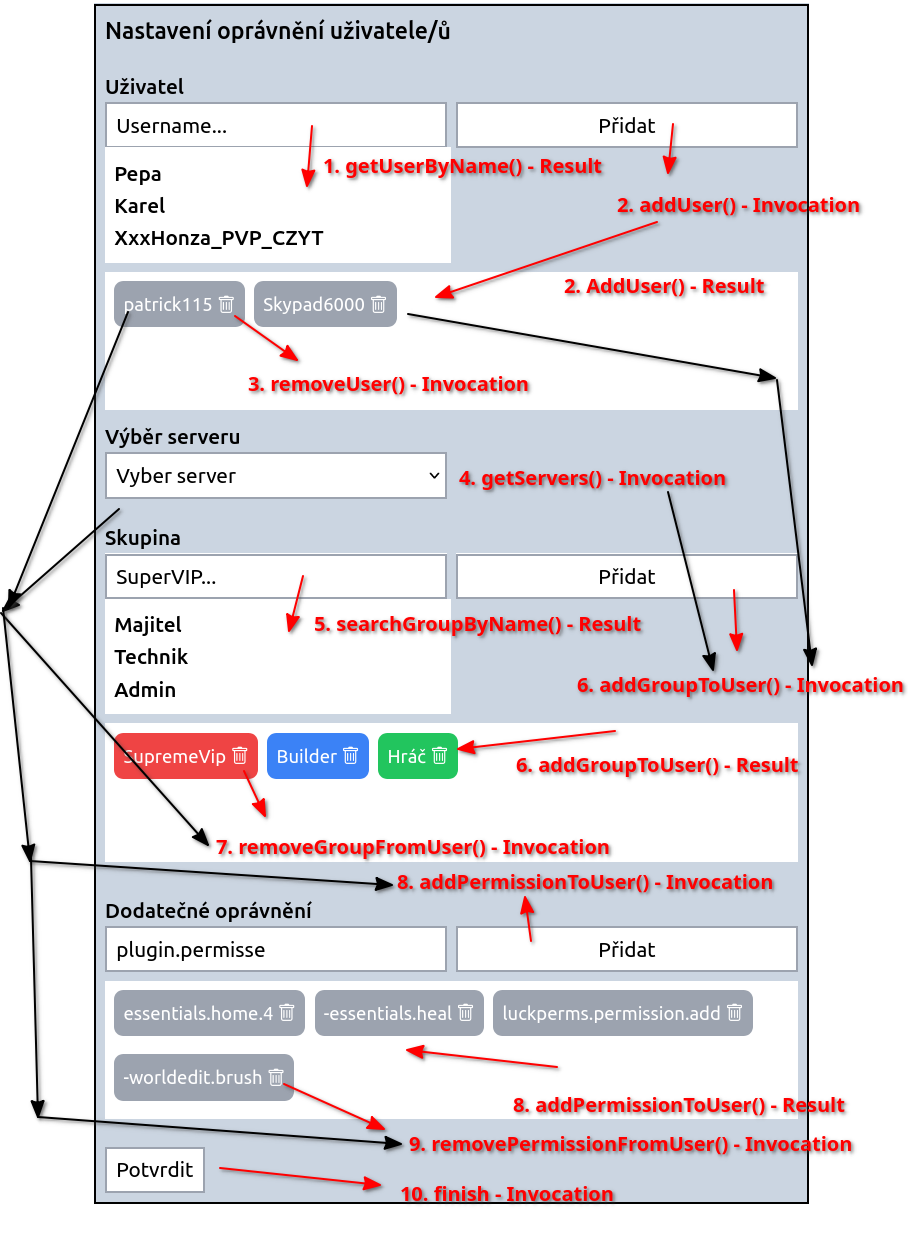 Nastavení oprávnění uživatele/ů
Uživatel
Username...
Přidat
1. getUserByName() - Result
Pepa
Karel
XxxHonza_PVP_CZYT
2. addUser() - Invocation
2. AddUser() - Result
patrick115
Skypad6000
3. removeUser() - Invocation
Výběr serveru
Vyber server
4. getServers() - Invocation
Skupina
SuperVIP...
Přidat
5. searchGroupByName() - Result
Majitel
Technik
Admin
6. addGroupToUser() - Invocation
SupremeVip
Builder
Hráč
6. addGroupToUser() - Result
7. removeGroupFromUser() - Invocation
8. addPermissionToUser() - Invocation
Dodatečné oprávnění
plugin.permisse
Přidat
essentials.home.4
-essentials.heal
luckperms.permission.add
-worldedit.brush
8. addPermissionToUser() - Result
9. removePermissionFromUser() - Invocation
Potvrdit
10. finish - Invocation